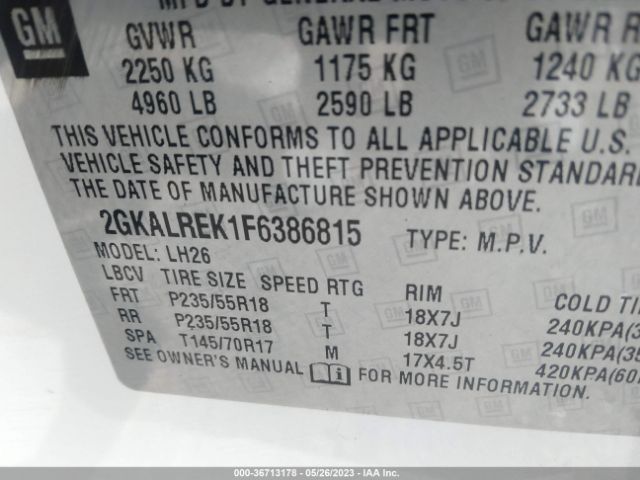 GM
MFD BY GENERAL
GVWR GAWR FRT GAWR R
2250 KG 1175 KG 1240 KG
4960 LB 2590 LB 2733 LB
THIS VEHICLE CONFORMS TO ALL APPLICABLE U.S.
VEHICLE SAFETY AND THEFT PREVENTION STANDAR
THE DATE OF MANUFACTURE SHOWN ABOVE.
2GKALREK1F6386815 TYPE: M.P.V.
MODEL: LH26
LBCV TIRE SIZE SPEED RTG RIM COLD TI
FRT P235/55R18 T 18X7J 240KPA(3
RR P235/55R18 T 18X7J 240KPA(35
SPA T145/70R17 M 17X4.5T 420KPA(60
SEE OWNER'S MANUAL i FOR MORE INFORMATION.
000-36713178 - 05/26/2023 - IAA Inc.